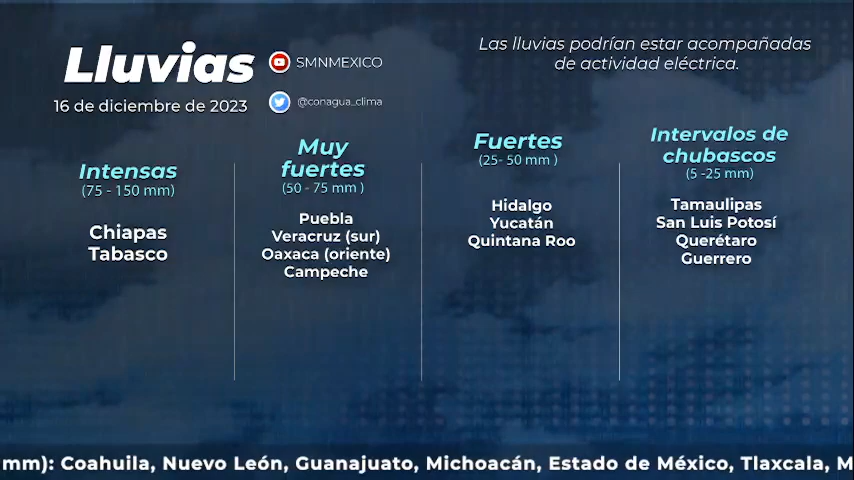 Lluvias
16 de diciembre de 2023
SMNMEXICO
@conagua_clima
Las lluvias podrían estar acompañadas
de actividad eléctrica.
Intensas
(75 - 150 mm)
Chiapas
Tabasco
Muy
fuertes
(50 - 75 mm )
Puebla
Veracruz (sur)
Oaxaca (oriente)
Campeche
Fuertes
(25- 50 mm )
Hidalgo
Yucatán
Quintana Roo
Intervalos de
chubascos
(5 -25 mm)
Tamaulipas
San Luis Potosí
Querétaro
Guerrero
mm): Coahuila, Nuevo León, Guanajuato, Michoacán, Estado de México, Tlaxcala, M